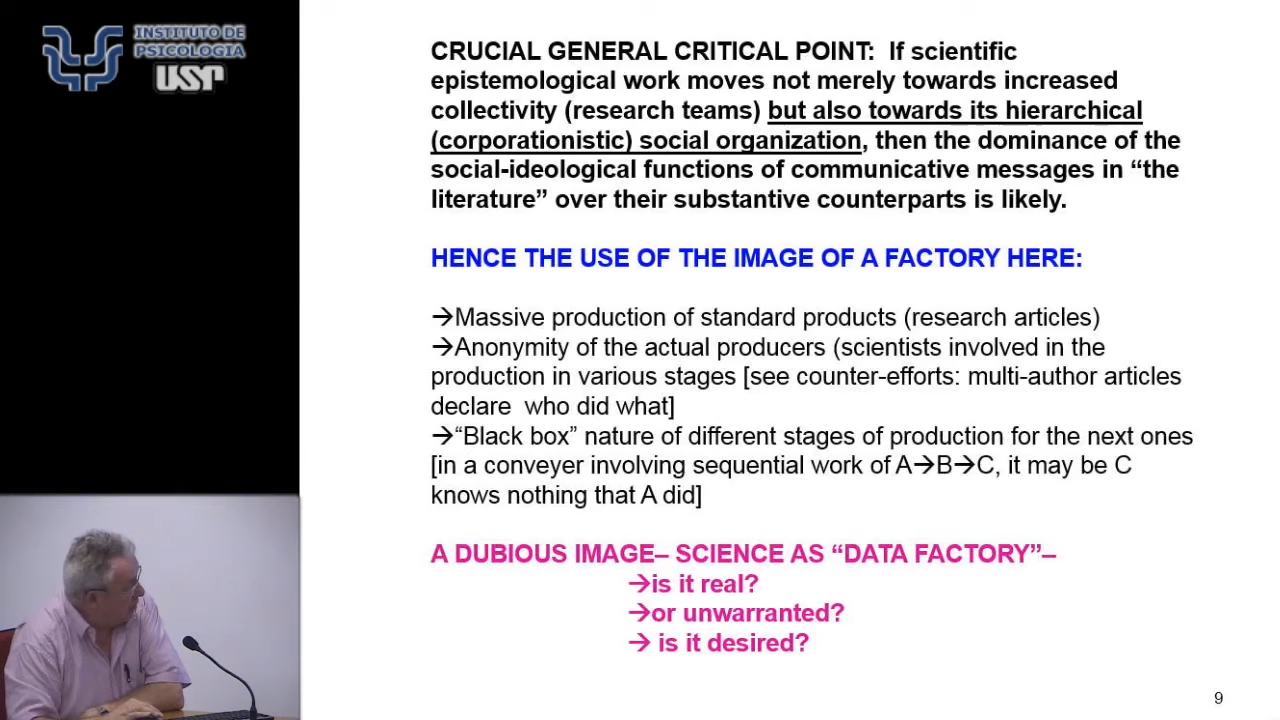 INSTITUTO DE
PSICOLOGIA
USP
CRUCIAL GENERAL CRITICAL POINT: If scientific
epistemological work moves not merely towards increased
collectivity (research teams) but also towards its hierarchical
(corporationistic) social organization, then the dominance of the
social-ideological functions of communicative messages in “the
literature” over their substantive counterparts is likely.
HENCE THE USE OF THE IMAGE OF A FACTORY HERE:
→Massive production of standard products (research articles)
→Anonymity of the actual producers (scientists involved in the
production in various stages [see counter-efforts: multi-author articles
declare who did what]
→“Black box” nature of different stages of production for the next ones
[in a conveyer involving sequential work of A→B→C, it may be C
knows nothing that A did]
A DUBIOUS IMAGE– SCIENCE AS “DATA FACTORY”–
→is it real?
→or unwarranted?
→ is it desired?
9